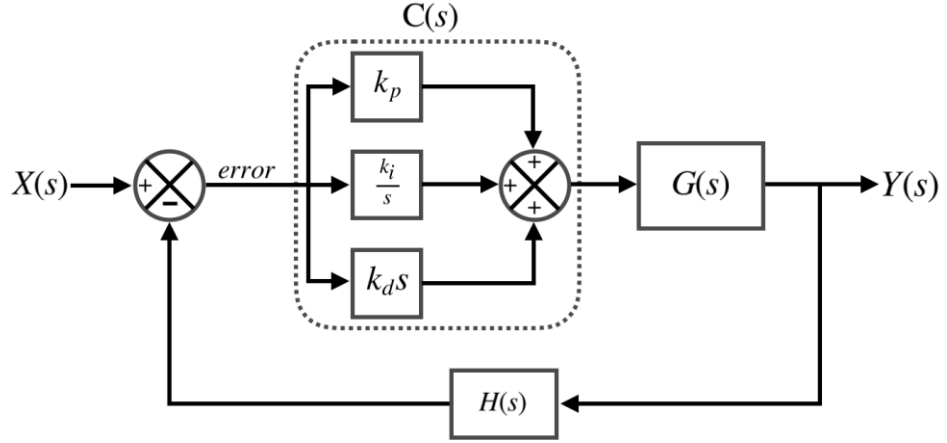 C(s)
k_p
X(s)
+
−
error
k_i
s
+
+
+
G(s)
Y(s)
k_d s
H(s)